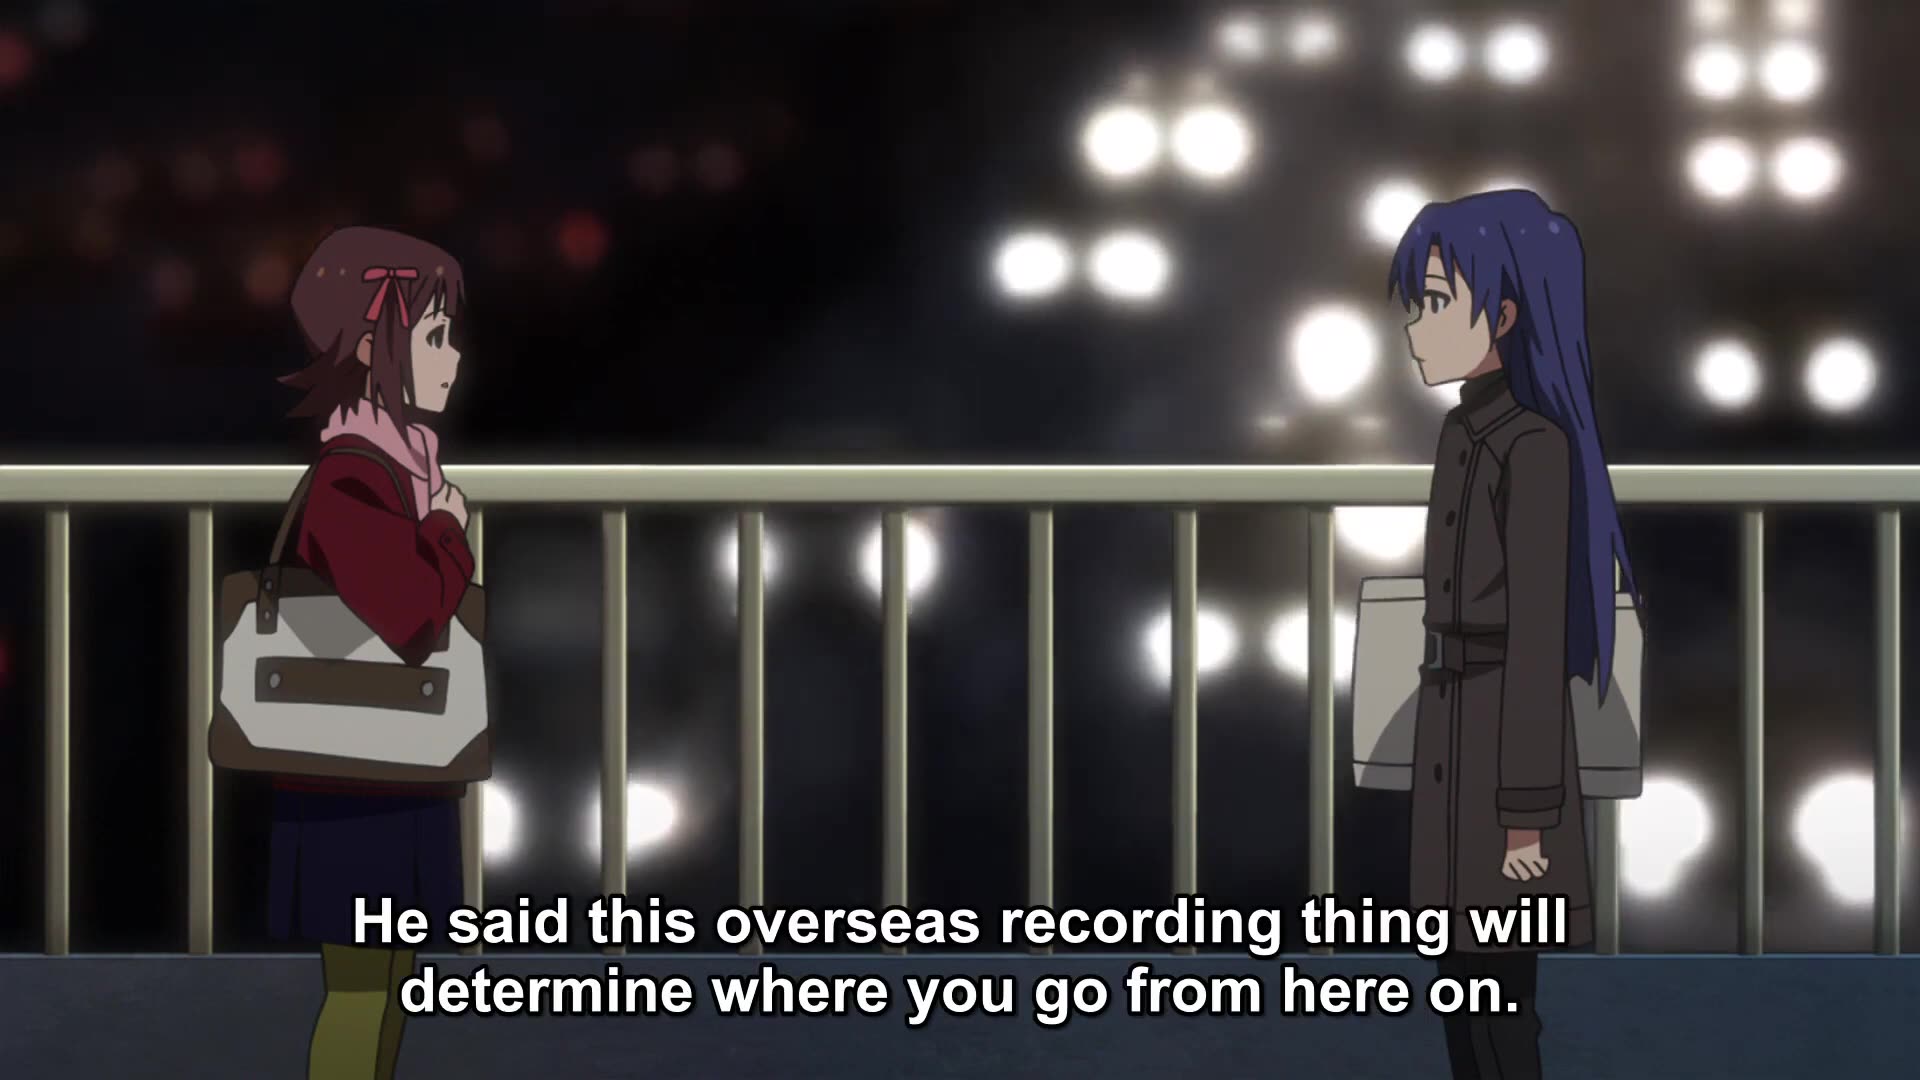 He said this overseas recording thing will
determine where you go from here on.